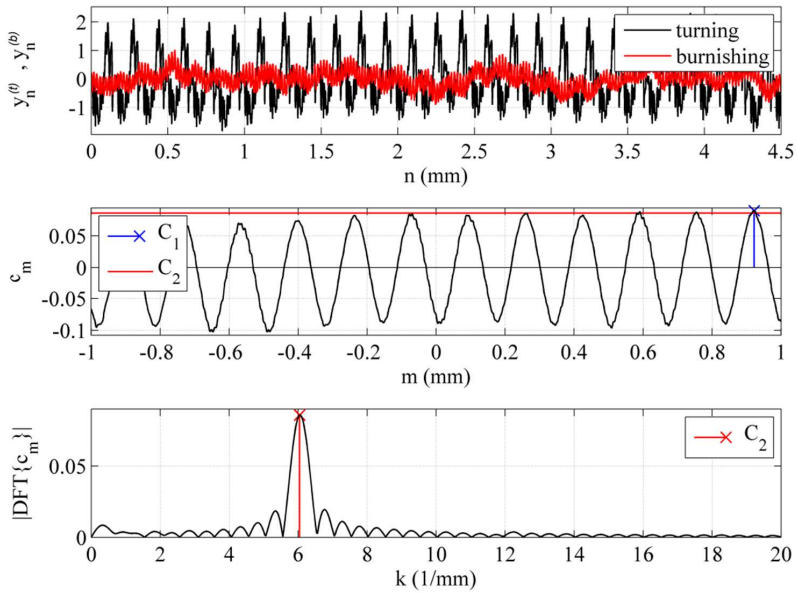 2
1
0
-1
y_n^(t) , y_n^(b)
turning
burnishing
0 0.5 1 1.5 2 2.5 3 3.5 4 4.5
n (mm)
0.05
0
-0.05
-0.1
c_m
C_1
C_2
-1 -0.8 -0.6 -0.4 -0.2 0 0.2 0.4 0.6 0.8 1
m (mm)
0.05
0
|DFT{c_m}|
C_2
0 2 4 6 8 10 12 14 16 18 20
k (1/mm)